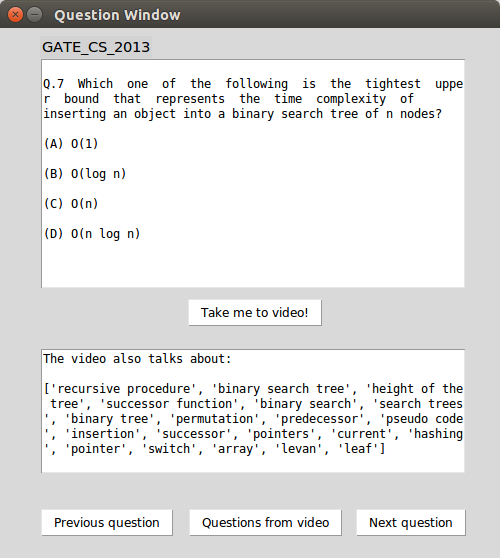 Question Window
GATE_CS_2013
Q.7  Which  one  of  the  following  is  the  tightest  uppe
r  bound  that  represents  the  time  complexity  of
inserting an object into a binary search tree of n nodes?
(A) O(1)
(B) O(log n)
(C) O(n)
(D) O(n log n)
Take me to video!
The video also talks about:
['recursive procedure', 'binary search tree', 'height of the
 tree', 'successor function', 'binary search', 'search trees
', 'binary tree', 'permutation', 'predecessor', 'pseudo code
', 'insertion', 'successor', 'pointers', 'current', 'hashing
', 'pointer', 'switch', 'array', 'levan', 'leaf']
Previous question
Questions from video
Next question